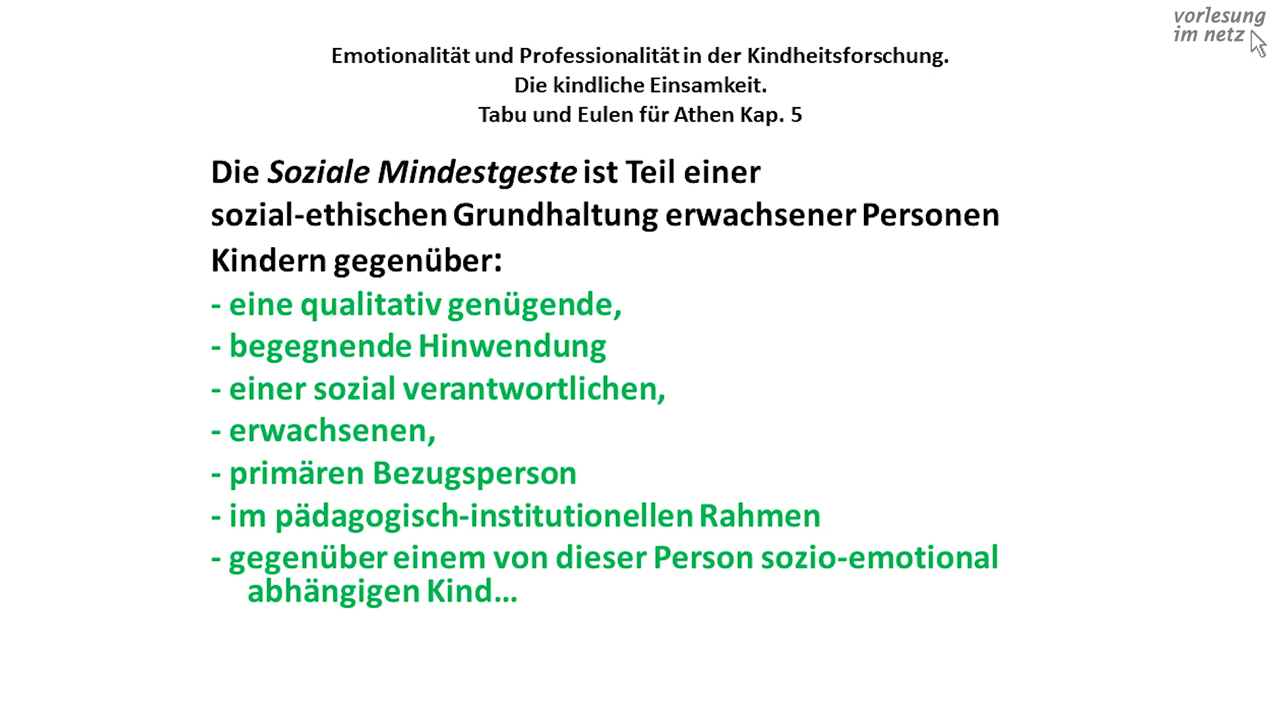 vorlesung
im netz
Emotionalität und Professionalität in der Kindheitsforschung.
Die kindliche Einsamkeit.
Tabu und Eulen für Athen Kap. 5
Die Soziale Mindestgeste ist Teil einer
sozial-ethischen Grundhaltung erwachsener Personen
Kindern gegenüber:
- eine qualitativ genügende,
- begegnende Hinwendung
- einer sozial verantwortlichen,
- erwachsenen,
- primären Bezugsperson
- im pädagogisch-institutionellen Rahmen
- gegenüber einem von dieser Person sozio-emotional
abhängigen Kind...